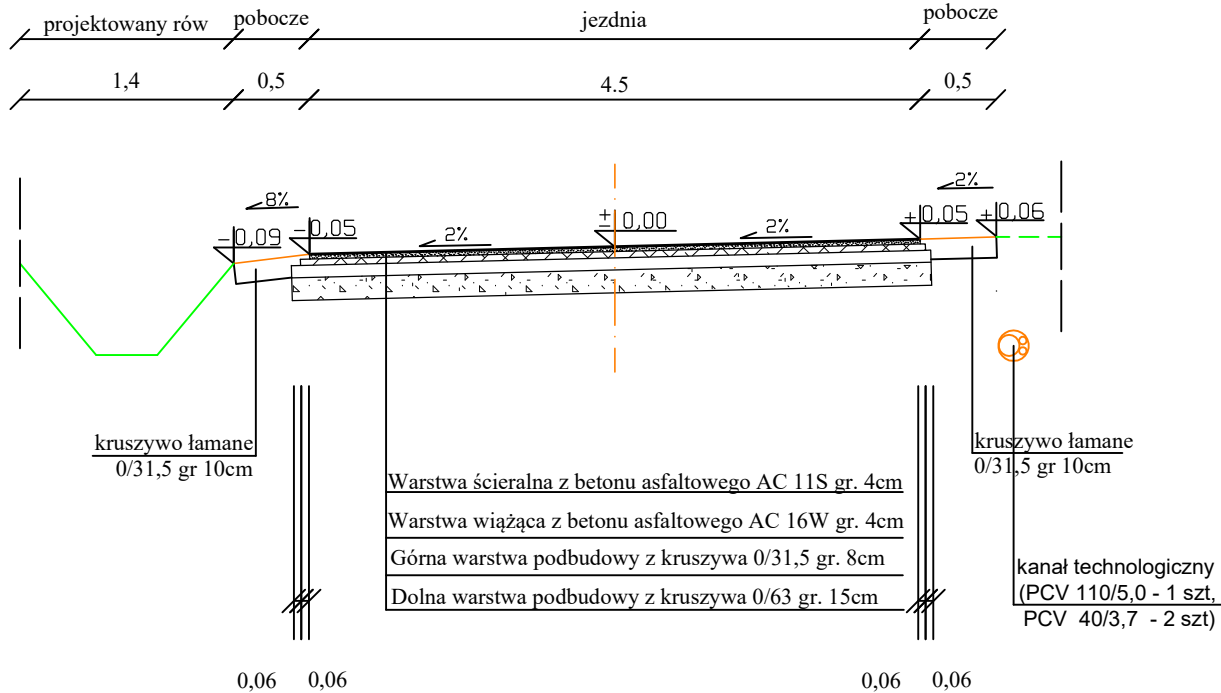 projektowany rów pobocze jezdnia pobocze
1,4 0,5 4.5 0,5
8% 2%
-0,09 -0,05 ±0,00 +0,05 +0,06
2% 2%
kruszywo łamane
0/31,5 gr 10cm
kruszywo łamane
0/31,5 gr 10cm
Warstwa ścieralna z betonu asfaltowego AC 11S gr. 4cm
Warstwa wiążąca z betonu asfaltowego AC 16W gr. 4cm
Górna warstwa podbudowy z kruszywa 0/31,5 gr. 8cm
Dolna warstwa podbudowy z kruszywa 0/63 gr. 15cm
kanał technologiczny
(PCV 110/5,0 - 1 szt,
PCV 40/3,7 - 2 szt)
0,06 0,06 0,06 0,06